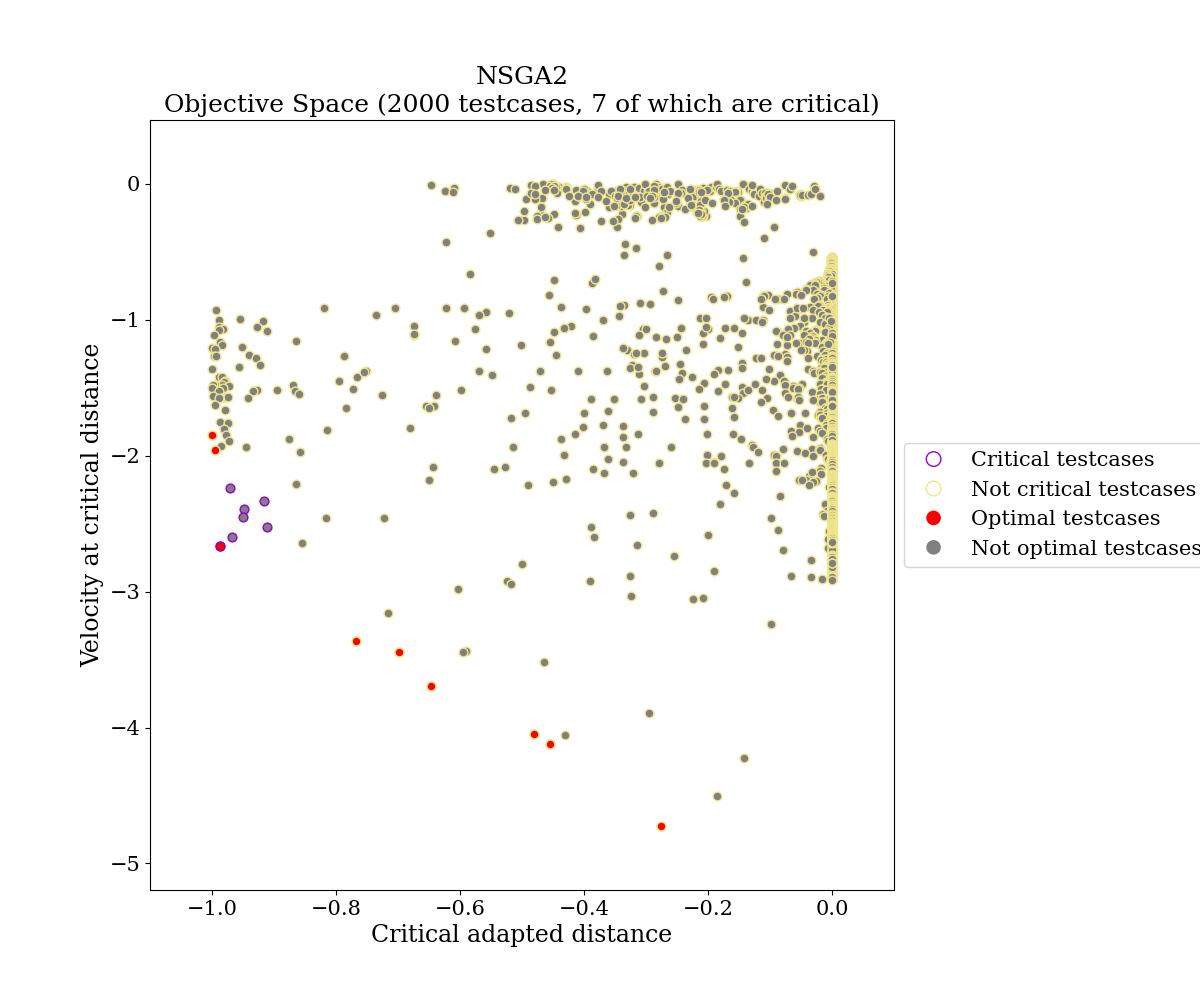 NSGA2
Objective Space (2000 testcases, 7 of which are critical)
Velocity at critical distance
0
−1
−2
−3
−4
−5
−1.0
−0.8
−0.6
−0.4
−0.2
0.0
Critical adapted distance
Critical testcases
Not critical testcases
Optimal testcases
Not optimal testcases